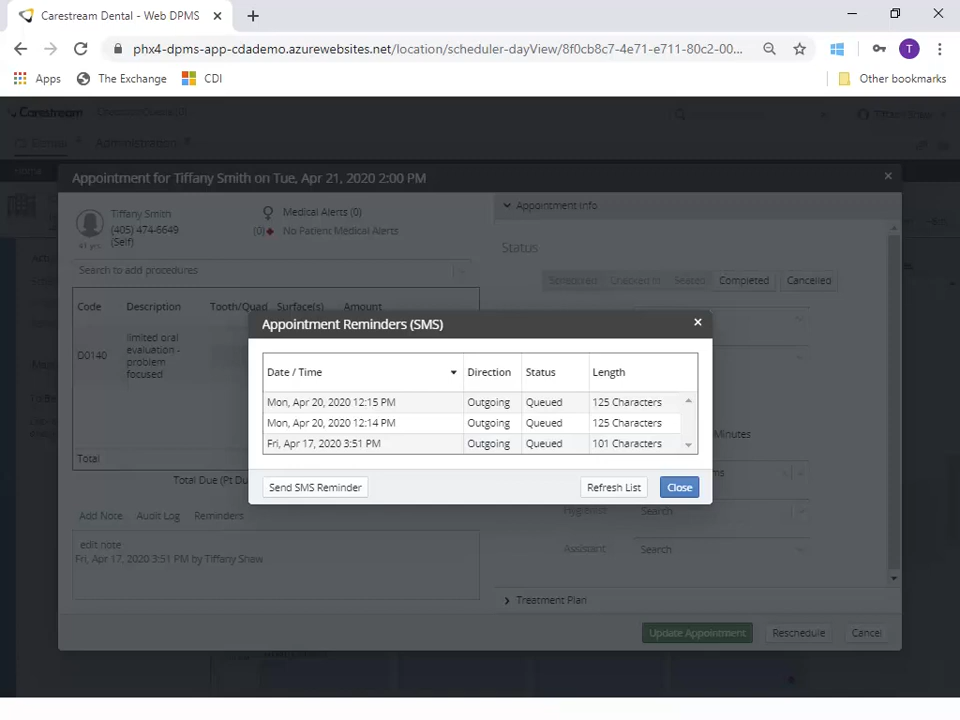 Carestream Dental - Web DPMS
phx4-dpms-app-cdademo.azurewebsites.net/location/scheduler-dayView/8f0cb8c7-4e71-e711-80c2-00...
T
Apps The Exchange CDI Other bookmarks
Carestream
Demo Administration
Home
Appointment for Tiffany Smith on Tue, Apr 21, 2020 2:00 PM
Tiffany Smith
(405) 474-6649
(Self)
41 yrs
Medical Alerts (0)
(0) No Patient Medical Alerts
Search to add procedures
Code Description Tooth/Quad Surface(s) Amount
D0140
limited oral
evaluation -
problem
focused
Total
Total Due (Pt Du
Add Note Audit Log Reminders
edit note
Fri, Apr 17, 2020 3:51 PM by Tiffany Shaw
Appointment Info
Status
Scheduled Checked In Seated Completed Cancelled
Minutes
Hygienist Search
Assistant Search
Treatment Plan
Update Appointment Reschedule Cancel
Appointment Reminders (SMS)
Date / Time Direction Status Length
Mon, Apr 20, 2020 12:15 PM Outgoing Queued 125 Characters
Mon, Apr 20, 2020 12:14 PM Outgoing Queued 125 Characters
Fri, Apr 17, 2020 3:51 PM Outgoing Queued 101 Characters
Send SMS Reminder Refresh List Close